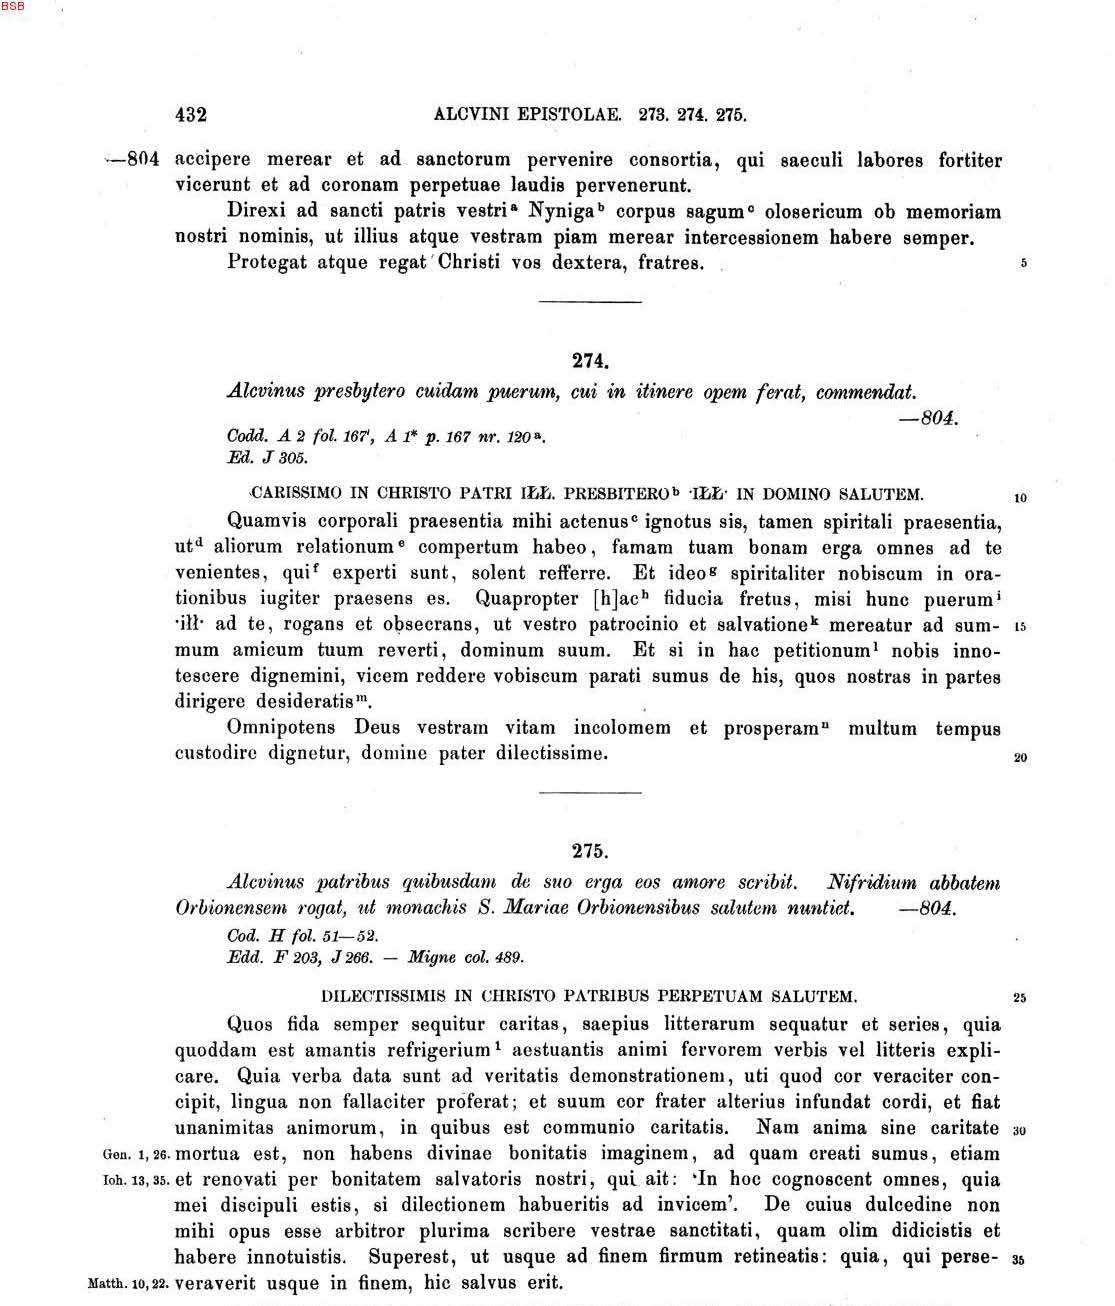 BSB
432 ALCVINI EPISTOLAE. 273. 274. 275.
—804 accipere merear et ad sanctorum pervenire consortia, qui saeculi labores fortiter
vicerunt et ad coronam perpetuae laudis pervenerunt.
Direxi ad sancti patris vestri a Nyniga b corpus sagum c olosericum ob memoriam
nostri nominis, ut illius atque vestram piam merear intercessionem habere semper.
Protegat atque regat Christi vos dextera, fratres. 5
274.
Alcvinus presbytero cuidam puerum, cui in itinere opem ferat, commendat.
—804.
Codd. A 2 fol. 167', A 1* p. 167 nr. 120 a.
Ed. J 305.
CARISSIMO IN CHRISTO PATRI IŁŁ. PRESBITERO b ·IŁŁ· IN DOMINO SALUTEM. 10
Quamvis corporali praesentia mihi actenus c ignotus sis, tamen spiritali praesentia,
ut d aliorum relationum e compertum habeo, famam tuam bonam erga omnes ad te
venientes, qui f experti sunt, solent refferre. Et ideo g spiritaliter nobiscum in ora-
tionibus iugiter praesens es. Quapropter [h]ac h fiducia fretus, misi hunc puerum i
·ill· ad te, rogans et obsecrans, ut vestro patrocinio et salvatione k mereatur ad sum- 15
mum amicum tuum reverti, dominum suum. Et si in hac petitionum l nobis inno-
tescere dignemini, vicem reddere vobiscum parati sumus de his, quos nostras in partes
dirigere desideratis m.
Omnipotens Deus vestram vitam incolomem et prosperam n multum tempus
custodire dignetur, domine pater dilectissime. 20
275.
Alcvinus patribus quibusdam de suo erga eos amore scribit. Nifridium abbatem
Orbionensem rogat, ut monachis S. Mariae Orbionensibus salutem nuntiet. —804.
Cod. H fol. 51—52.
Edd. F 203, J 266. — Migne col. 489.
DILECTISSIMIS IN CHRISTO PATRIBUS PERPETUAM SALUTEM. 25
Quos fida semper sequitur caritas, saepius litterarum sequatur et series, quia
quoddam est amantis refrigerium 1 aestuantis animi fervorem verbis vel litteris expli-
care. Quia verba data sunt ad veritatis demonstrationem, uti quod cor veraciter con-
cipit, lingua non fallaciter proferat; et suum cor frater alterius infundat cordi, et fiat
unanimitas animorum, in quibus est communio caritatis. Nam anima sine caritate 30
Gen. 1, 26. mortua est, non habens divinae bonitatis imaginem, ad quam creati sumus, etiam
Ioh. 13, 35. et renovati per bonitatem salvatoris nostri, qui ait: 'In hoc cognoscent omnes, quia
mei discipuli estis, si dilectionem habueritis ad invicem'. De cuius dulcedine non
mihi opus esse arbitror plurima scribere vestrae sanctitati, quam olim didicistis et
habere innotuistis. Superest, ut usque ad finem firmum retineatis: quia, qui perse- 35
Matth. 10, 22. veraverit usque in finem, hic salvus erit.